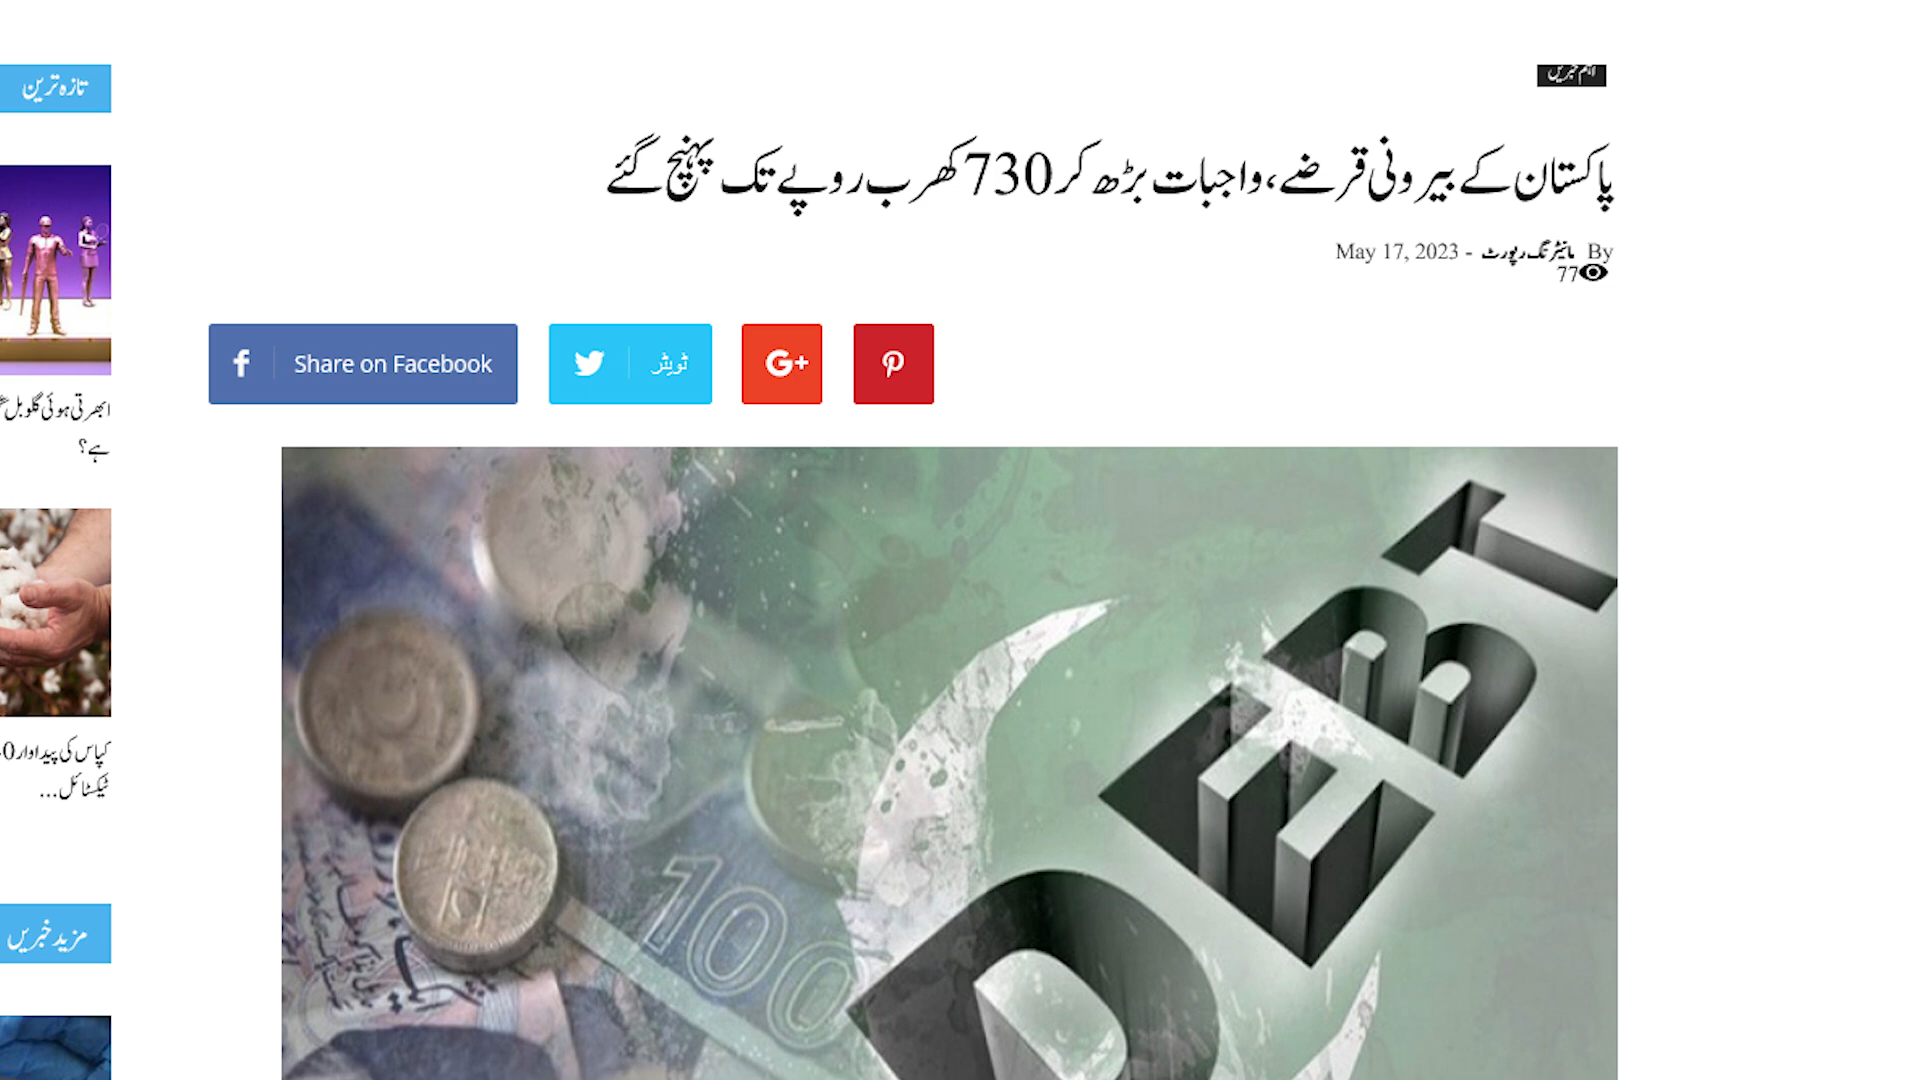 اہم خبریں
پاکستان کے بیرونی قرضے، واجبات بڑھ کر 730 کھرب روپے تک پہنچ گئے
By مانیٹرنگ رپورٹ - May 17, 2023
77
Share on Facebook
ٹویٹر
G+
DEBT
100
تازہ ترین
ابھرتی ہوئی گلوبل
ہے؟
کپاس کی پیداوار
ٹیکسٹائل...
مزید خبریں